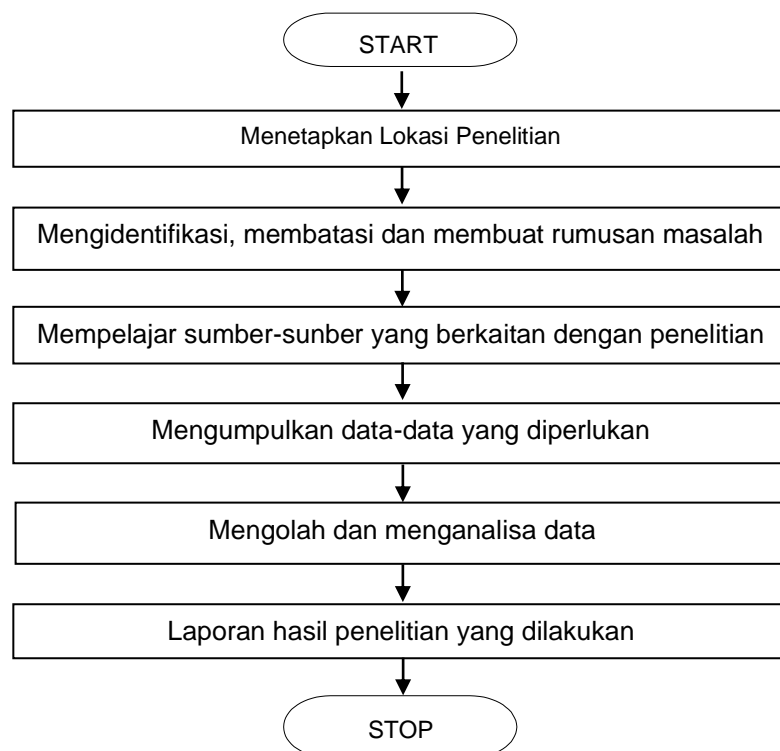 START
Menetapkan Lokasi Penelitian
Mengidentifikasi, membatasi dan membuat rumusan masalah
Mempelajar sumber-sunber yang berkaitan dengan penelitian
Mengumpulkan data-data yang diperlukan
Mengolah dan menganalisa data
Laporan hasil penelitian yang dilakukan
STOP